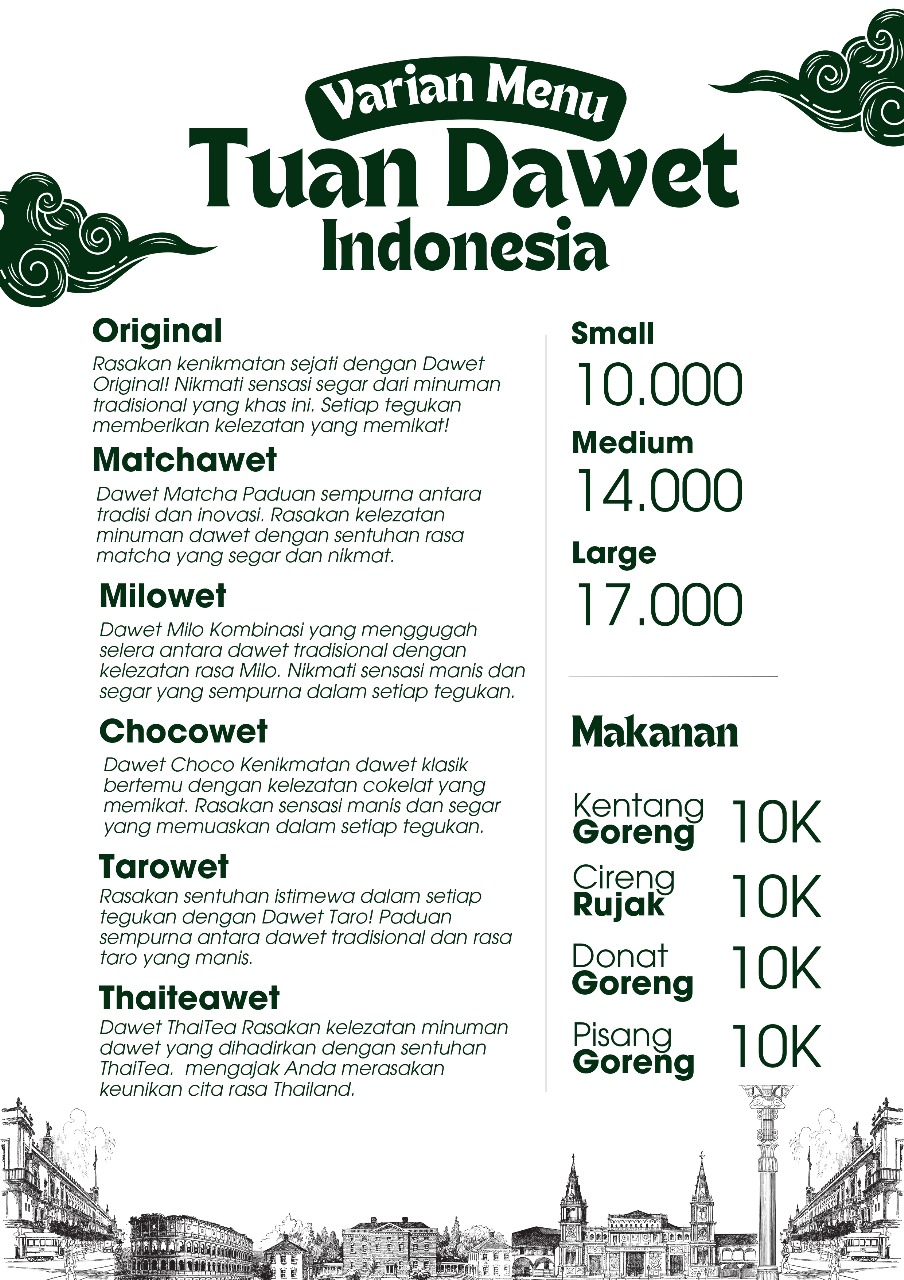 Varian Menu
Tuan Dawet
Indonesia
Original
Rasakan kenikmatan sejati dengan Dawet
Original! Nikmati sensasi segar dari minuman
tradisional yang khas ini. Setiap tegukan
memberikan kelezatan yang memikat!
Matchawet
Dawet Matcha Paduan sempurna antara
tradisi dan inovasi. Rasakan kelezatan
minuman dawet dengan sentuhan rasa
matcha yang segar dan nikmat.
Milowet
Dawet Milo Kombinasi yang menggugah
selera antara dawet tradisional dengan
kelezatan rasa Milo. Nikmati sensasi manis dan
segar yang sempurna dalam setiap tegukan.
Chocowet
Dawet Choco Kenikmatan dawet klasik
bertemu dengan kelezatan cokelat yang
memikat. Rasakan sensasi manis dan segar
yang memuaskan dalam setiap tegukan.
Tarowet
Rasakan sentuhan istimewa dalam setiap
tegukan dengan Dawet Taro! Paduan
sempurna antara dawet tradisional dan rasa
taro yang manis.
Thaiteawet
Dawet ThaiTea Rasakan kelezatan minuman
dawet yang dihadirkan dengan sentuhan
ThaiTea.  mengajak Anda merasakan
keunikan cita rasa Thailand.
Small
10.000
Medium
14.000
Large
17.000
Makanan
Kentang
Goreng 10K
Cireng
Rujak 10K
Donat
Goreng 10K
Pisang
Goreng 10K